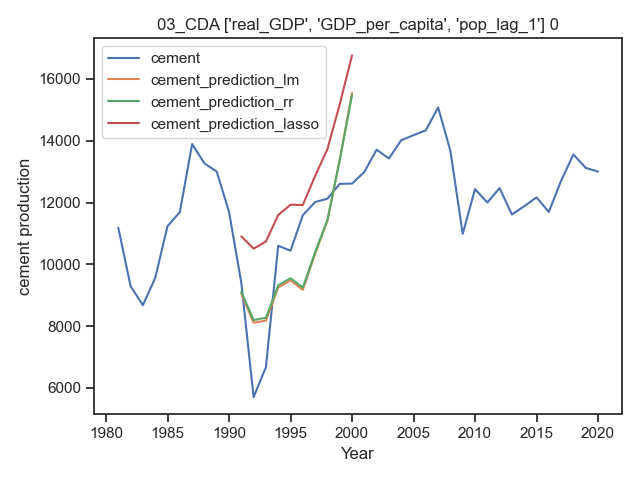 03_CDA ['real_GDP', 'GDP_per_capita', 'pop_lag_1'] 0
cement
cement_prediction_lm
cement_prediction_rr
cement_prediction_lasso
cement production
16000
14000
12000
10000
8000
6000
1980 1985 1990 1995 2000 2005 2010 2015 2020
Year